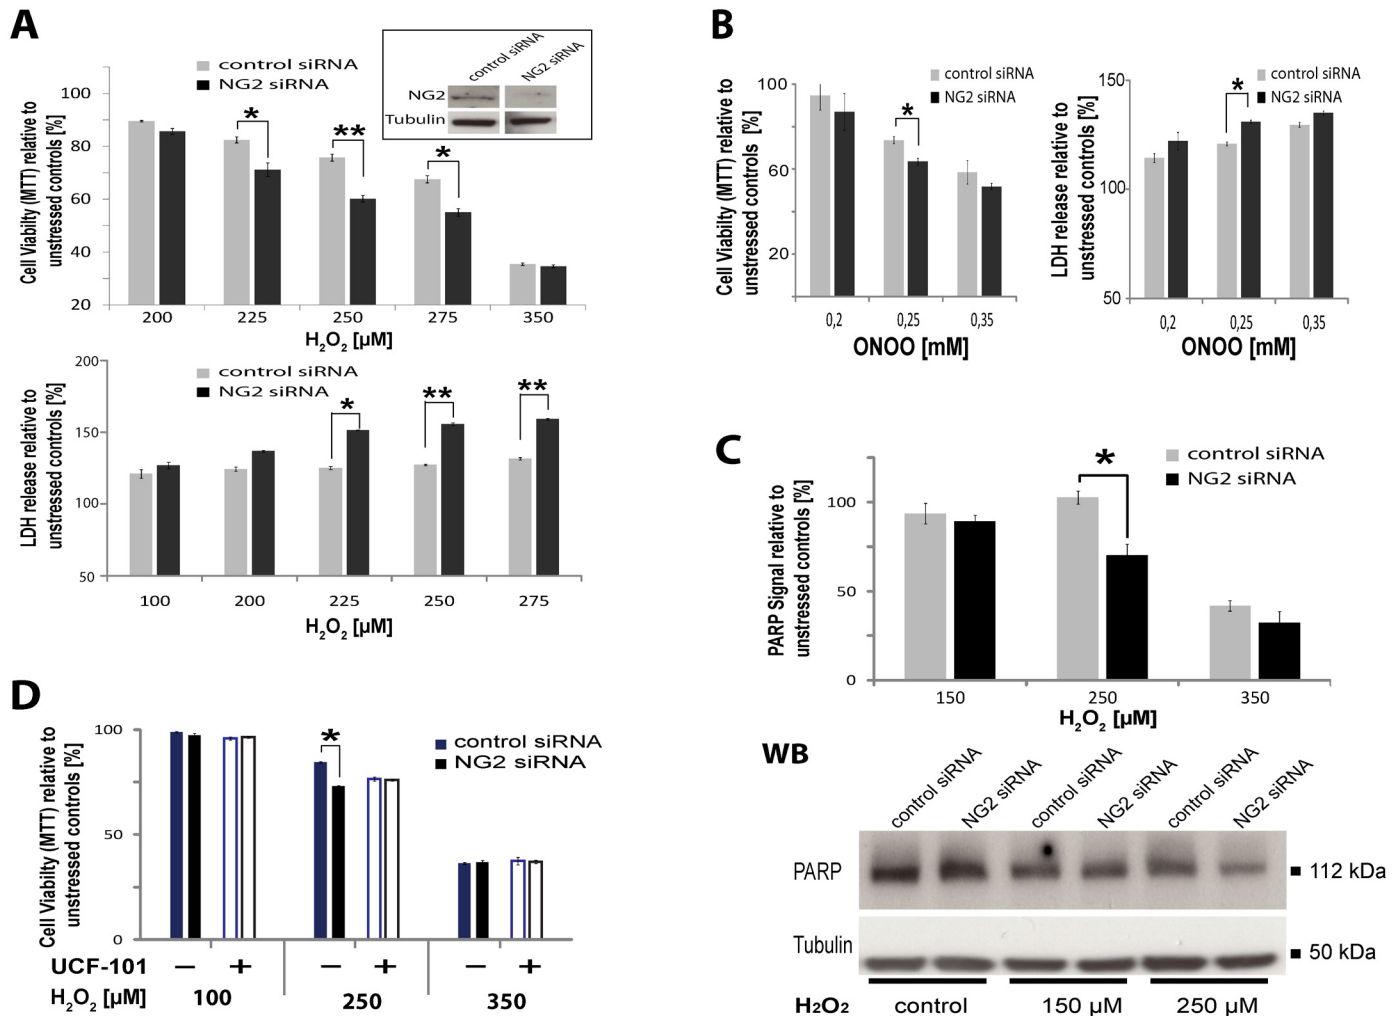 A
control siRNA
NG2 siRNA
control siRNA
NG2 siRNA
NG2
Tubulin
Cell Viabilty (MTT) relative to
unstressed controls [%]
100
80
60
40
20
*
**
*
200 225 250 275 350
H2O2 [µM]
control siRNA
NG2 siRNA
LDH release relative to
unstressed controls [%]
200
150
100
50
*
**
**
100 200 225 250 275
H2O2 [µM]
B
control siRNA
NG2 siRNA
Cell Viabilty (MTT) relative to
unstressed controls [%]
100
60
20
*
0,2 0,25 0,35
ONOO [mM]
control siRNA
NG2 siRNA
LDH release relative to
unstressed controls [%]
150
100
50
*
0,2 0,25 0,35
ONOO [mM]
C
control siRNA
NG2 siRNA
PARP Signal relative to
unstressed controls [%]
100
50
0
*
150 250 350
H2O2 [µM]
WB
control siRNA
NG2 siRNA
control siRNA
NG2 siRNA
control siRNA
NG2 siRNA
PARP
112 kDa
Tubulin
50 kDa
H2O2 control 150 µM 250 µM
D
control siRNA
NG2 siRNA
Cell Viabilty (MTT) relative to
unstressed controls [%]
100
50
0
*
UCF-101 − + − + − +
H2O2 [µM] 100 250 350